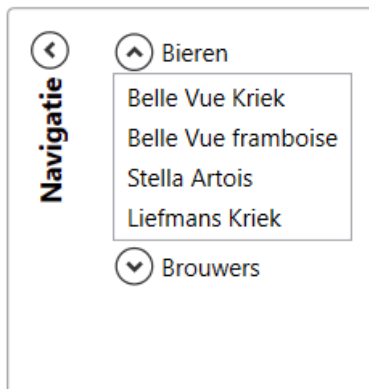 Navigatie
Bieren
Belle Vue Kriek
Belle Vue framboise
Stella Artois
Liefmans Kriek
Brouwers